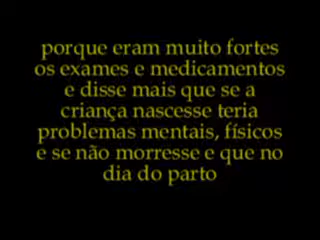 porque eram muito fortes
os exames e medicamentos
e disse mais que se a
criança nascesse teria
problemas mentais, físicos
e se não morresse e que no
dia do parto